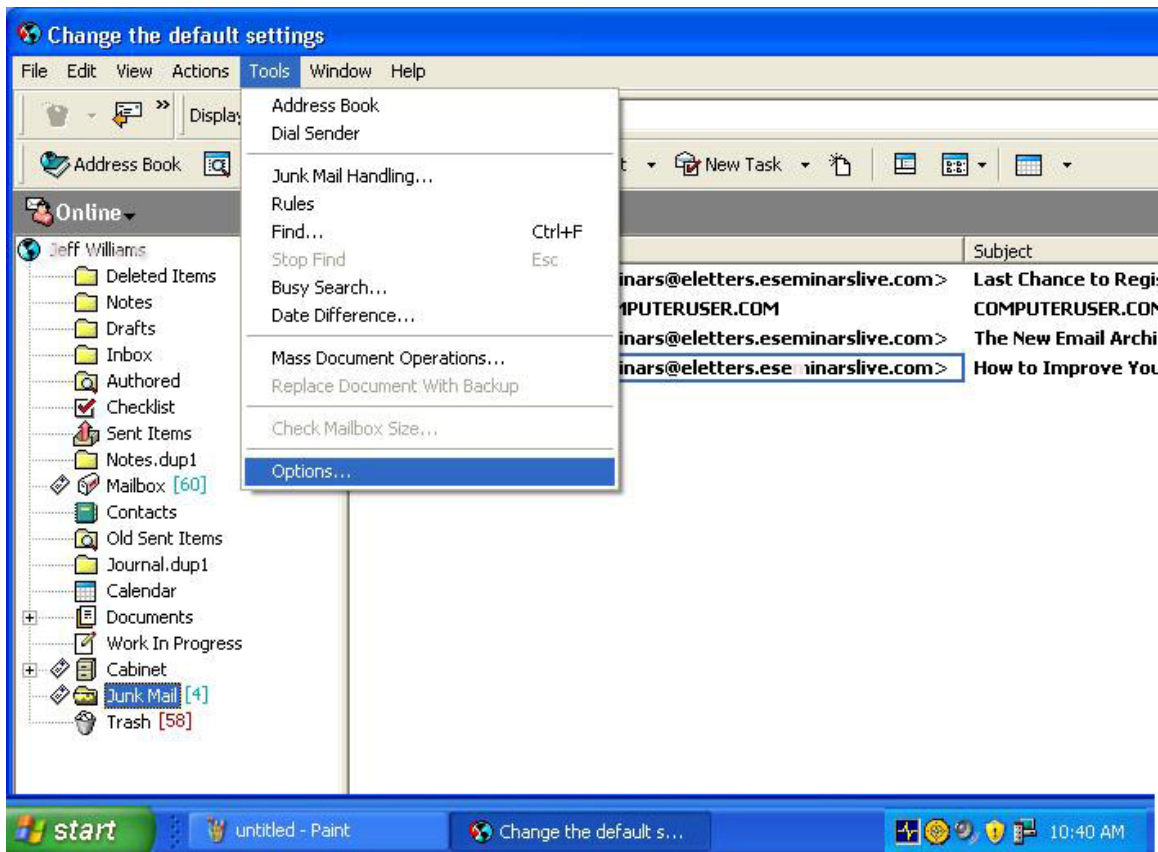 Change the default settings
File Edit View Actions Tools Window Help
Display
Address Book
New Task
Address Book
Dial Sender
Junk Mail Handling...
Rules
Find... Ctrl+F
Stop Find Esc
Busy Search...
Date Difference...
Mass Document Operations...
Replace Document With Backup
Check Mailbox Size...
Options...
Online
Jeff Williams
Deleted Items
Notes
Drafts
Inbox
Authored
Checklist
Sent Items
Notes.dup1
Mailbox [60]
Contacts
Old Sent Items
Journal.dup1
Calendar
Documents
Work In Progress
Cabinet
Junk Mail [4]
Trash [58]
Subject
inars@eletters.eseminarslive.com> Last Chance to Regi
MPUTERUSER.COM COMPUTERUSER.COM
inars@eletters.eseminarslive.com> The New Email Archi
inars@eletters.eseminarslive.com> How to Improve You
start untitled - Paint Change the default s... 10:40 AM